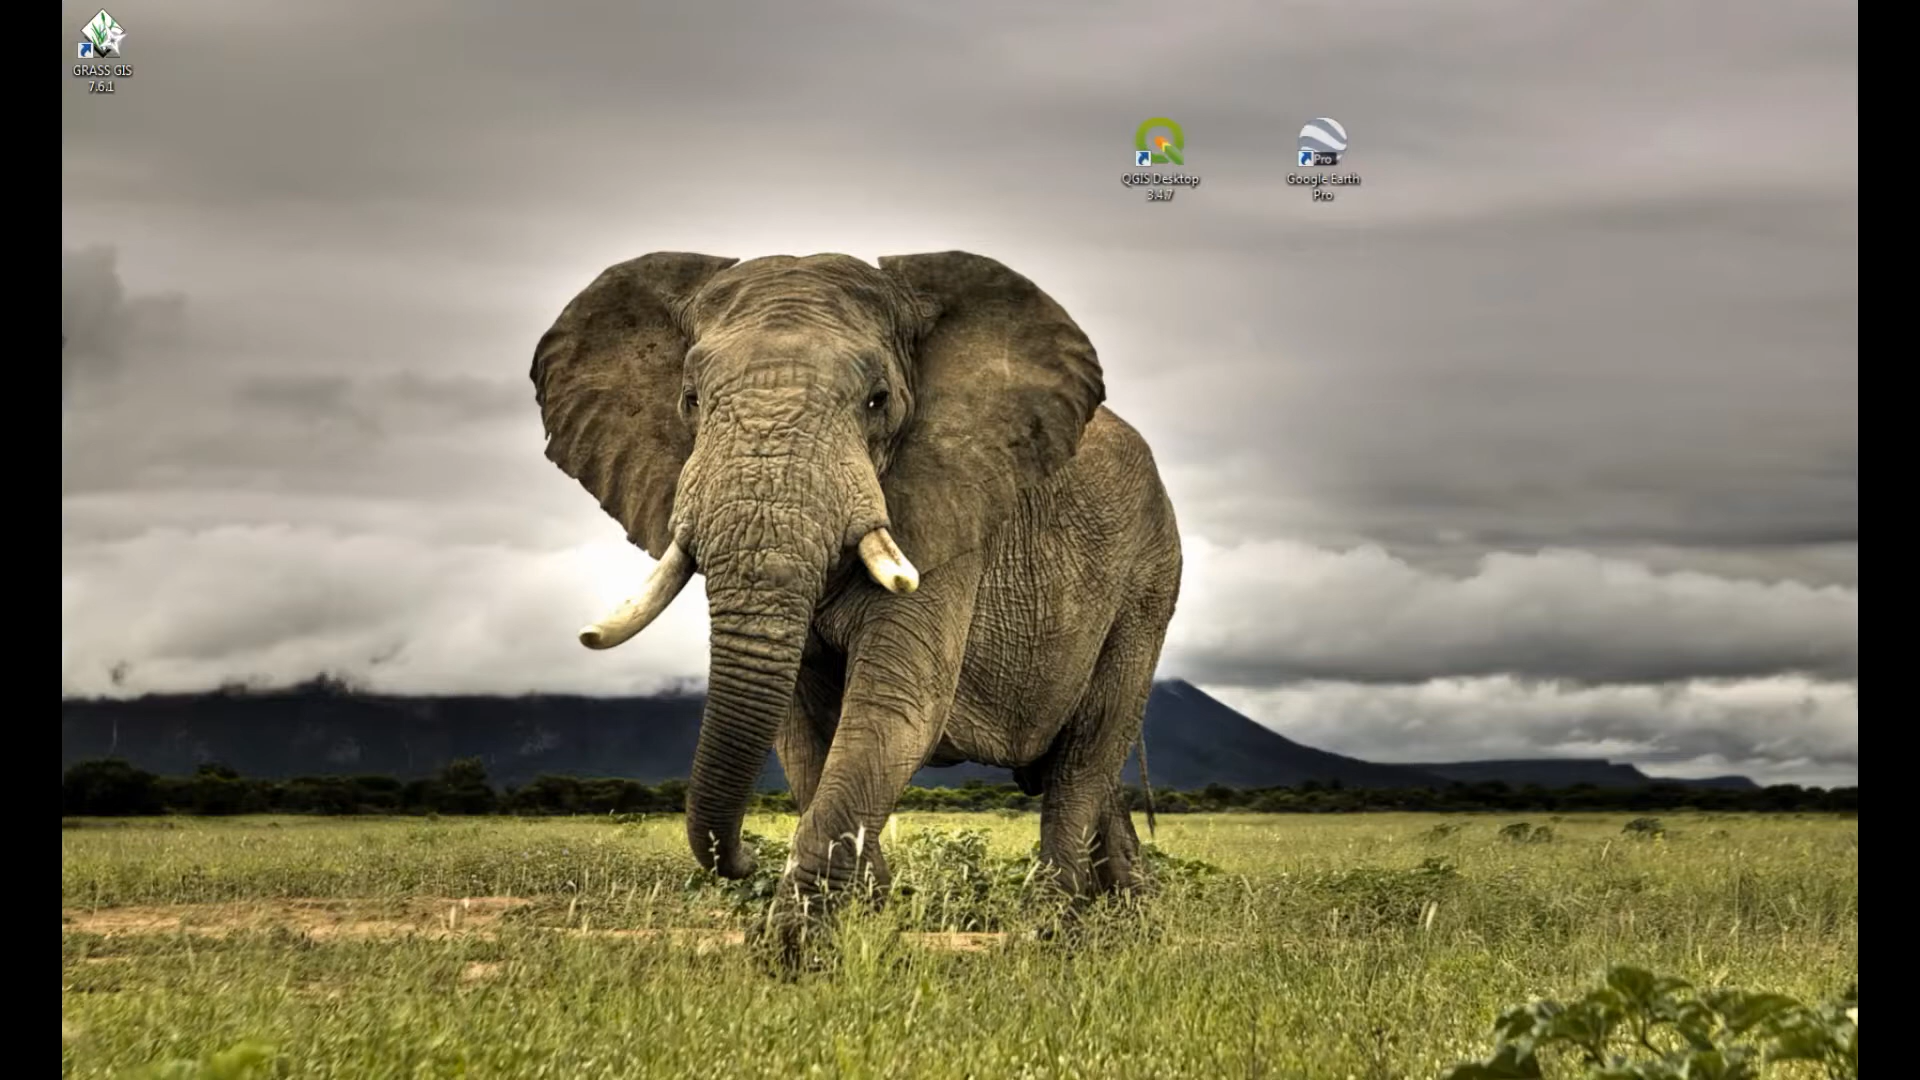 GRASS GIS
7.6.1
QGIS Desktop
3.4.7
Pro
Google Earth
Pro